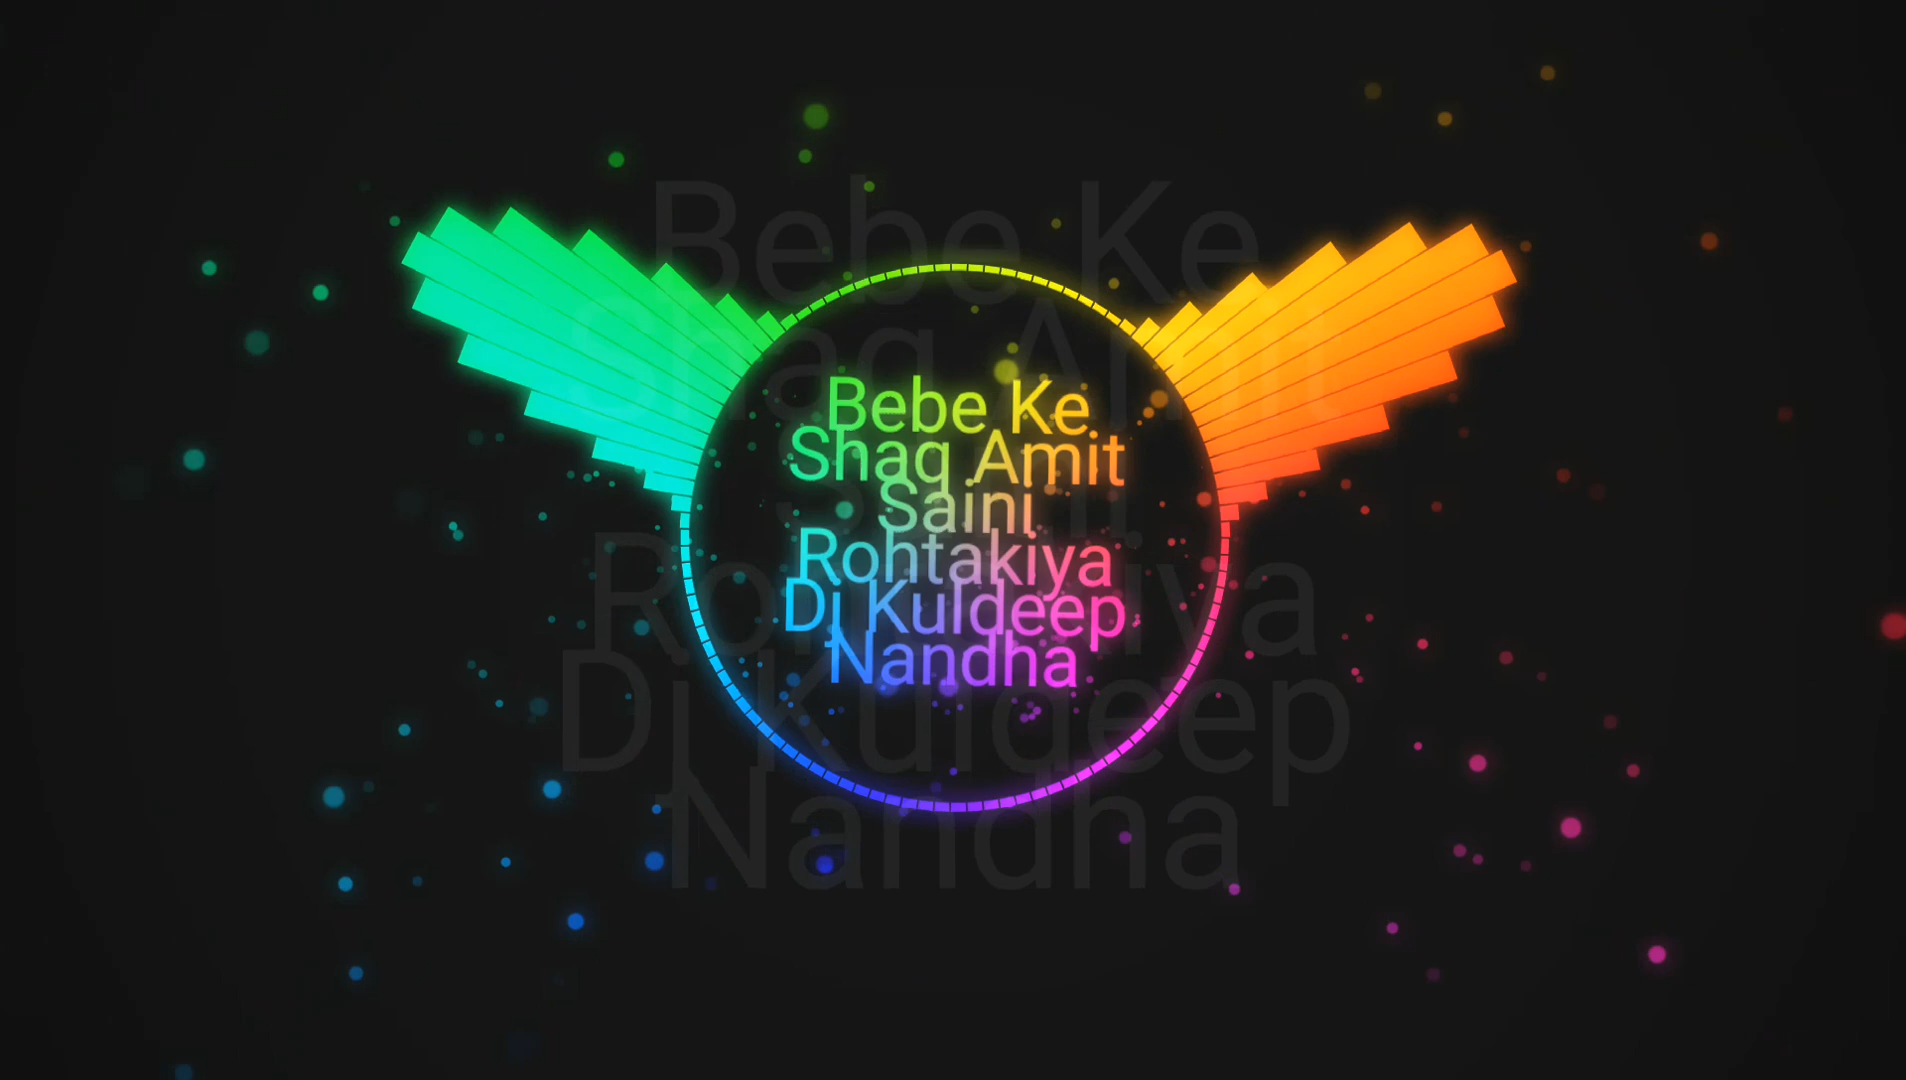 Bebe Ke
Shaq Amit
Saini
Rohtakiya
Dj Kuldeep
Nandha